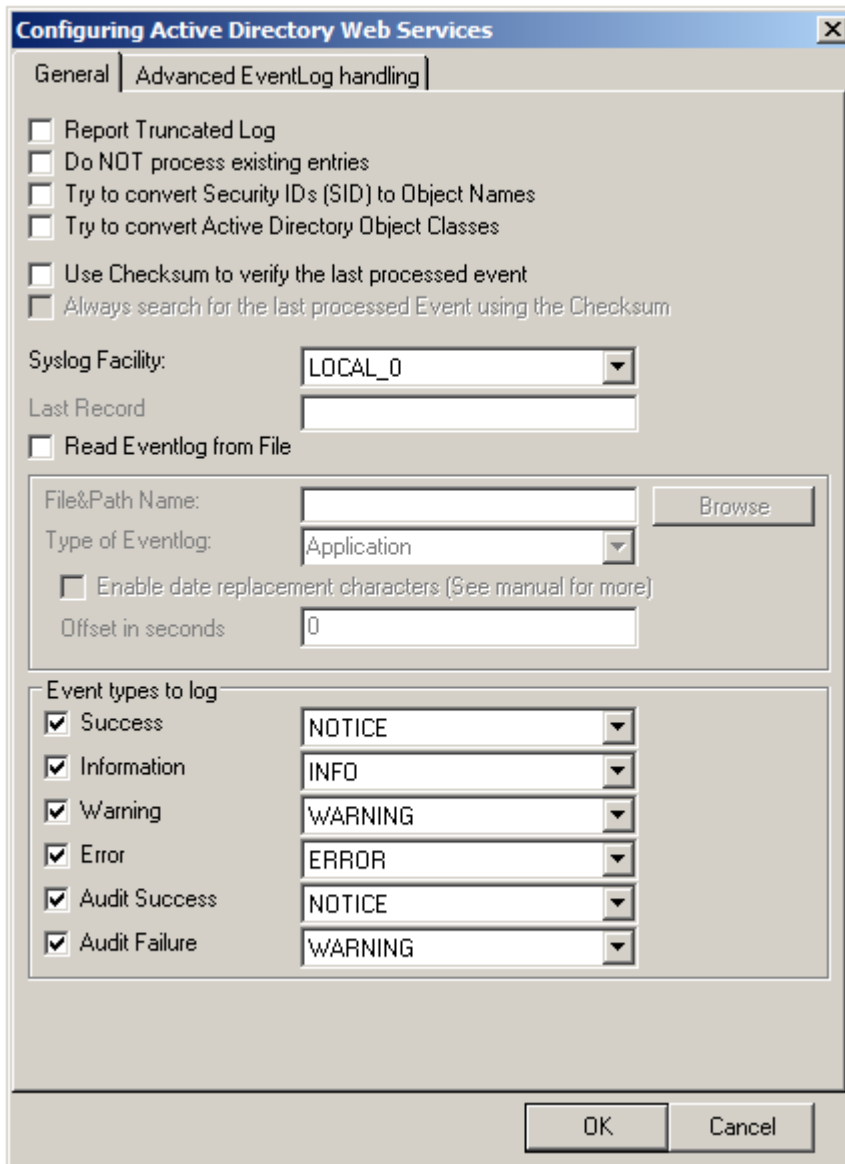 Configuring Active Directory Web Services
General
Advanced EventLog handling
Report Truncated Log
Do NOT process existing entries
Try to convert Security IDs (SID) to Object Names
Try to convert Active Directory Object Classes
Use Checksum to verify the last processed event
Always search for the last processed Event using the Checksum
Syslog Facility: LOCAL_0
Last Record
Read Eventlog from File
File&Path Name: Browse
Type of Eventlog: Application
Enable date replacement characters (See manual for more)
Offset in seconds 0
Event types to log
Success NOTICE
Information INFO
Warning WARNING
Error ERROR
Audit Success NOTICE
Audit Failure WARNING
OK Cancel